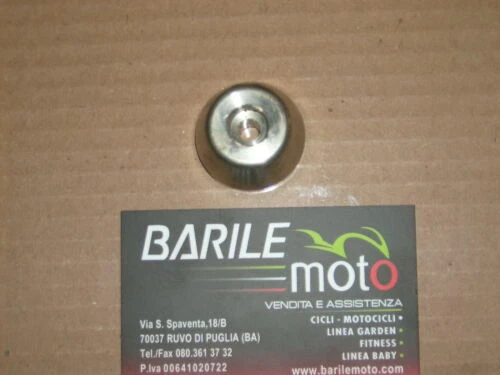 BARILE
moto
VENDITA E ASSISTENZA
CICLI - MOTOCICLI •
LINEA GARDEN •
FITNESS •
LINEA BABY •
www.barilemoto.com
Via S. Spaventa,18/B
70037 RUVO DI PUGLIA (BA)
Tel./Fax 080.361 37 32
P.Iva 00641020722